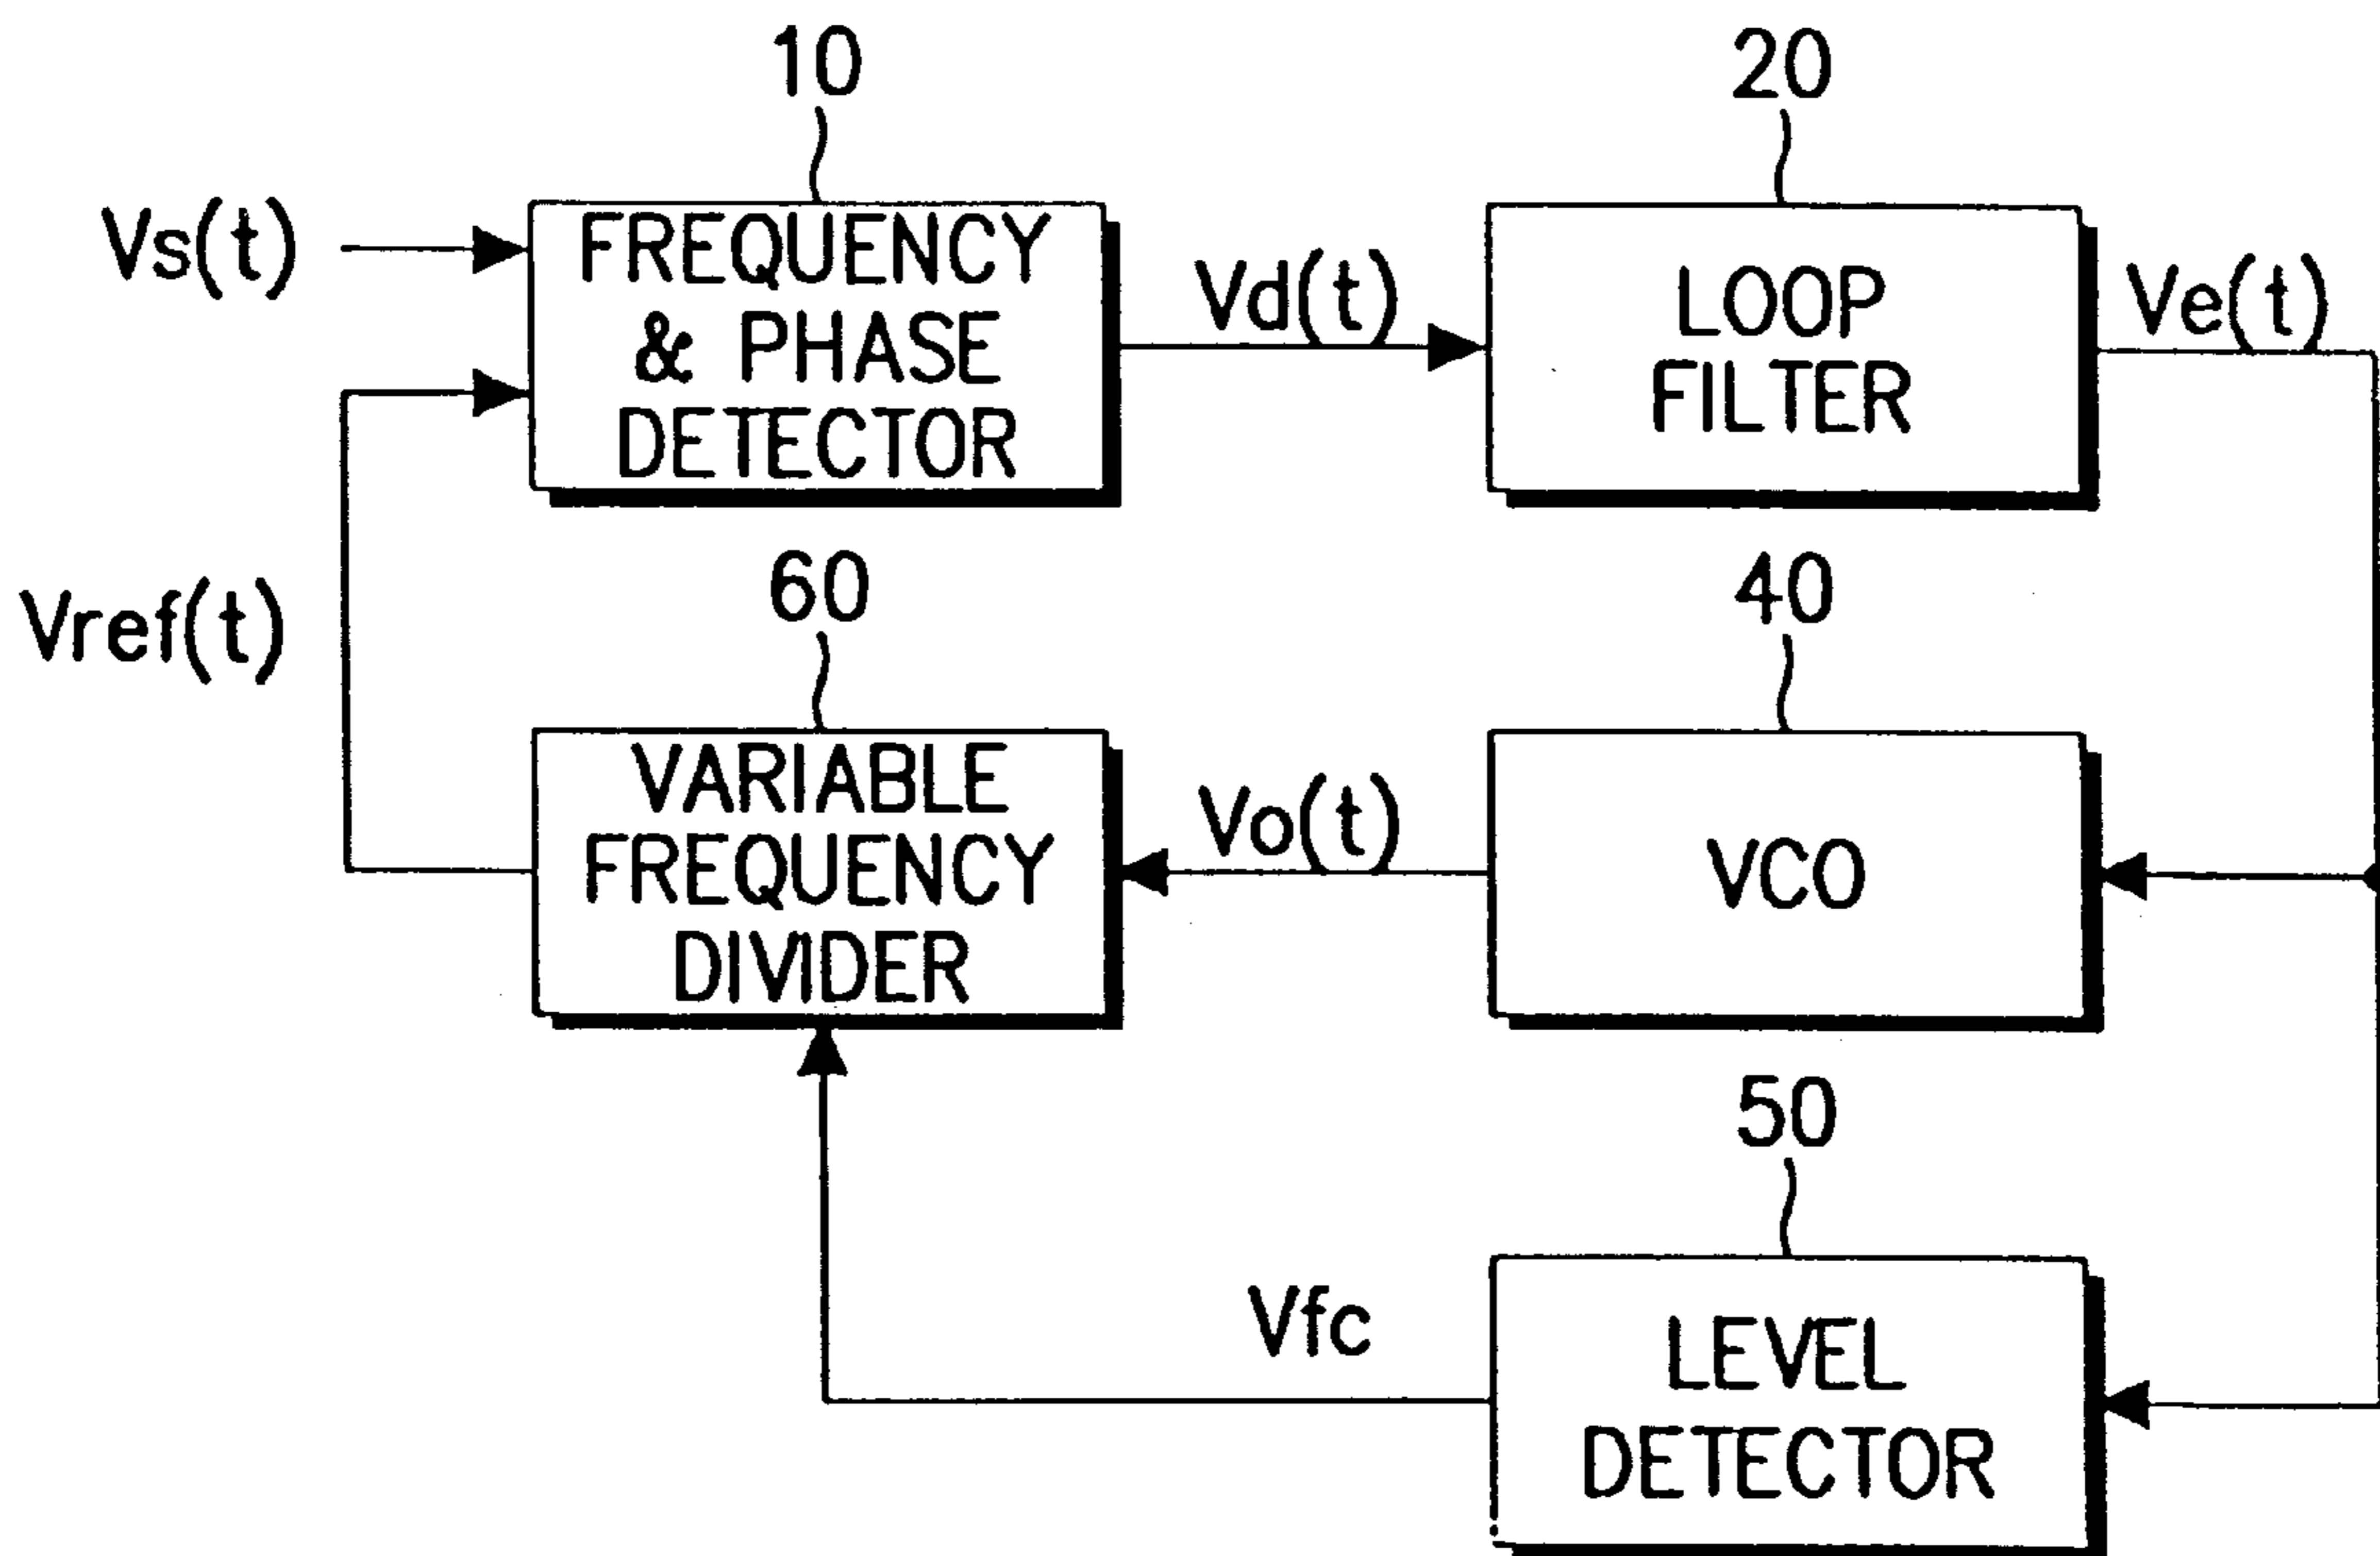 10
20
Vs(t)
FREQUENCY
& PHASE
DETECTOR
Vd(t)
LOOP
FILTER
Ve(t)
Vref(t)
60
40
VARIABLE
FREQUENCY
DIVIDER
Vo(t)
VCO
50
Vfc
LEVEL
DETECTOR